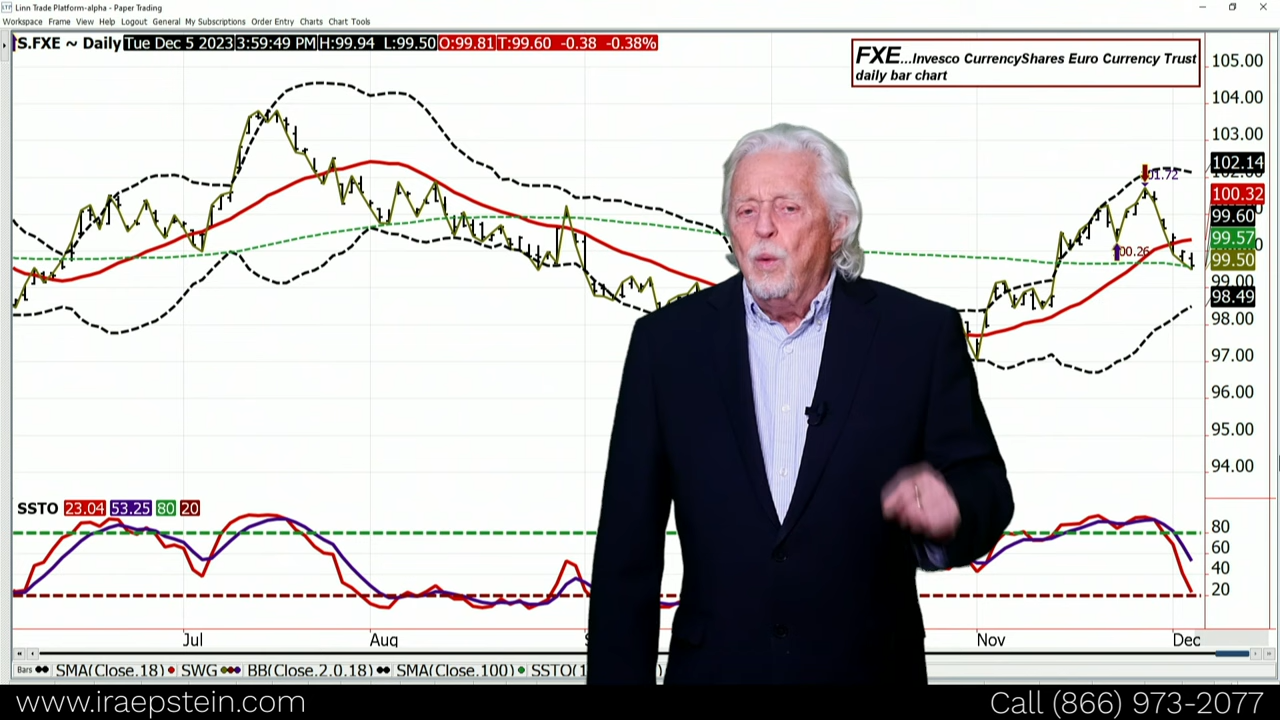 Linn Trade Platform-alpha - Paper Trading
Workspace Frame View Help Logout General My Subscriptions Order Entry Charts Chart Tools
S.FXE ~ Daily Tue Dec 5 2023 3:59:49 PM H:99.94 L:99.50 O:99.81 T:99.60 -0.38 -0.38%
FXE...Invesco CurrencyShares Euro Currency Trust
daily bar chart
105.00
104.00
103.00
102.14
100.32
99.60
99.57
99.50
99.00
98.49
98.00
97.00
96.00
95.00
94.00
SSTO 23.04 53.25 80 20
80
60
40
20
Jul Aug Nov Dec
Bars SMA(Close.18) SWG BB(Close.2.0.18) SMA(Close.100) SSTO(1
www.iraepstein.com
Call (866) 973-2077